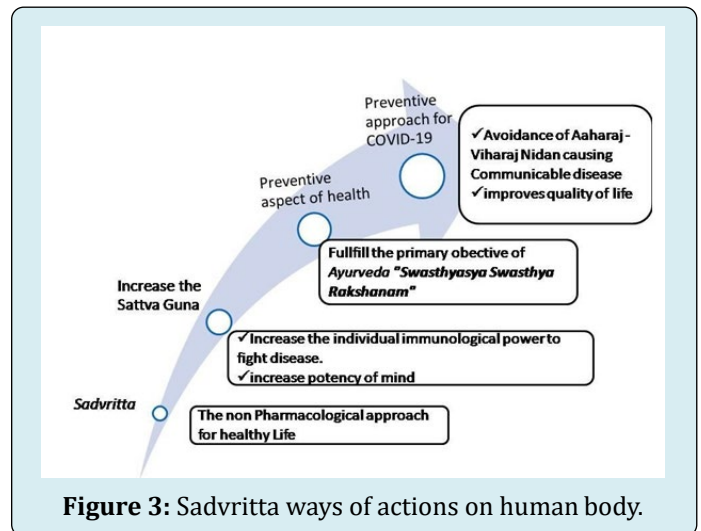 Preventive
approach for
COVID-19
✓Avoidance of Aaharaj -
Viharaj Nidan causing
Communicable disease
✓improves quality of life
Preventive
aspect of health
Fullfill the primary obective of
Ayurveda "Swasthyasya Swasthya
Rakshanam"
Increase the
Sattva Guna
✓Increase the individual immunological power to
fight disease.
✓increase potency of mind
Sadvritta
The non Pharmacological approach
for healthy Life
Figure 3: Sadvritta ways of actions on human body.